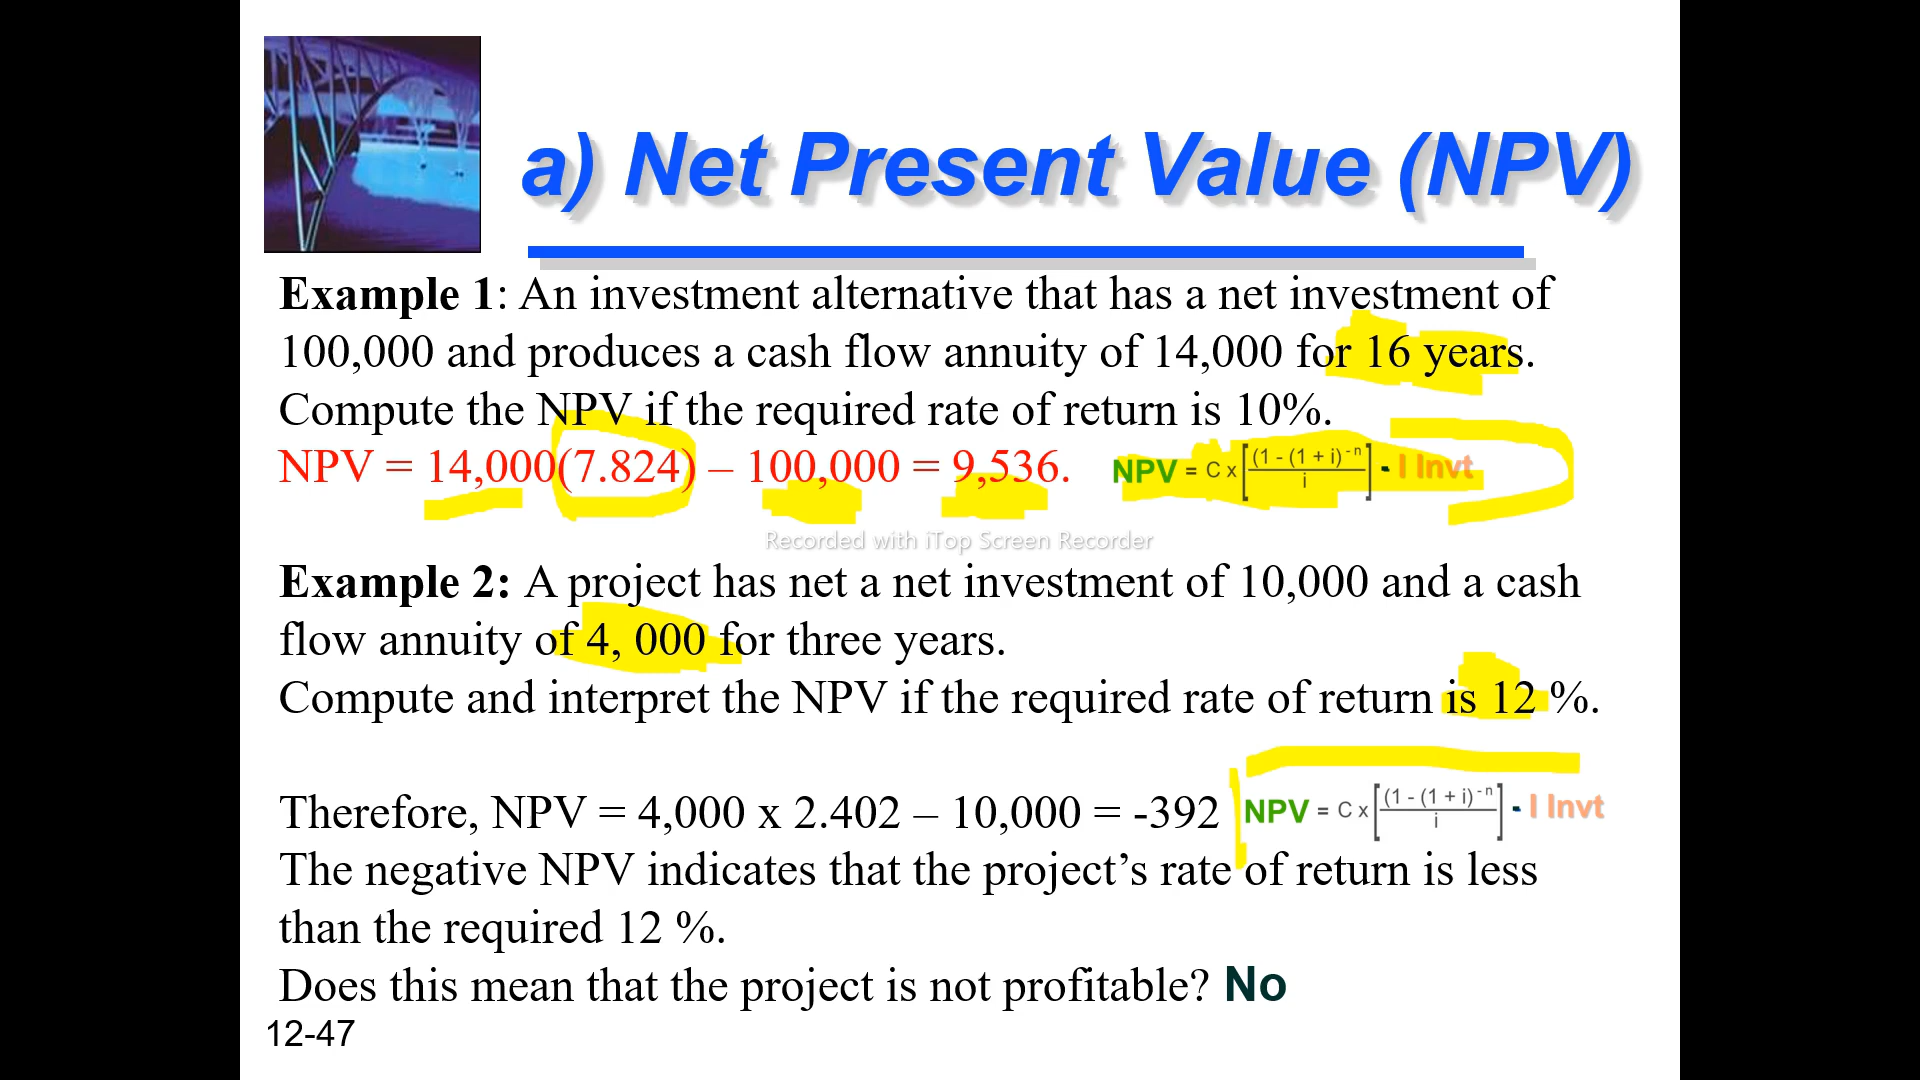 a) Net Present Value (NPV)
Example 1: An investment alternative that has a net investment of
100,000 and produces a cash flow annuity of 14,000 for 16 years.
Compute the NPV if the required rate of return is 10%.
NPV = 14,000(7.824) – 100,000 = 9,536. NPV = C x [(1 - (1 + i)^-n)/i] - I Invt
Recorded with iTop Screen Recorder
Example 2: A project has net a net investment of 10,000 and a cash
flow annuity of 4, 000 for three years.
Compute and interpret the NPV if the required rate of return is 12 %.
Therefore, NPV = 4,000 x 2.402 – 10,000 = -392 NPV = C x [(1 - (1 + i)^-n)/i] - I Invt
The negative NPV indicates that the project’s rate of return is less
than the required 12 %.
Does this mean that the project is not profitable? No
12-47